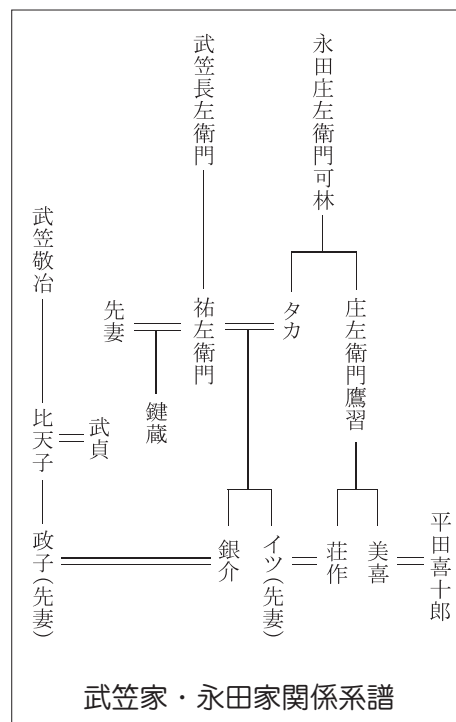 永田庄左衛門可林
武笠長左衛門
武笠敬治
タカ
庄左衛門鷹習
祐左衛門
先妻
鍵蔵
武貞
比天子
平田喜十郎
美喜
荘作
イツ(先妻)
銀介
政子(先妻)
武笠家・永田家関係系譜